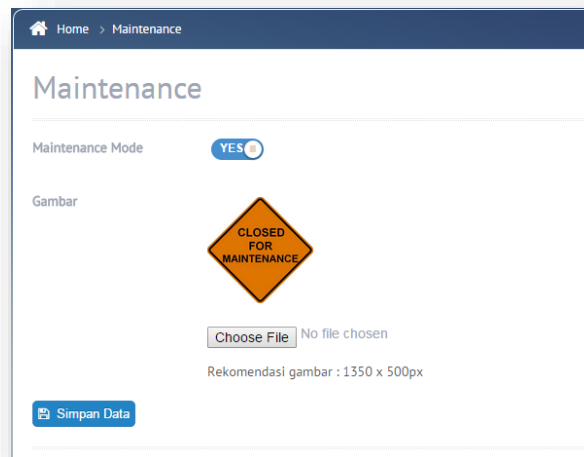 Home > Maintenance
Maintenance
Maintenance Mode
YES
Gambar
CLOSED
FOR
MAINTENANCE
Choose File No file chosen
Rekomendasi gambar : 1350 x 500px
Simpan Data